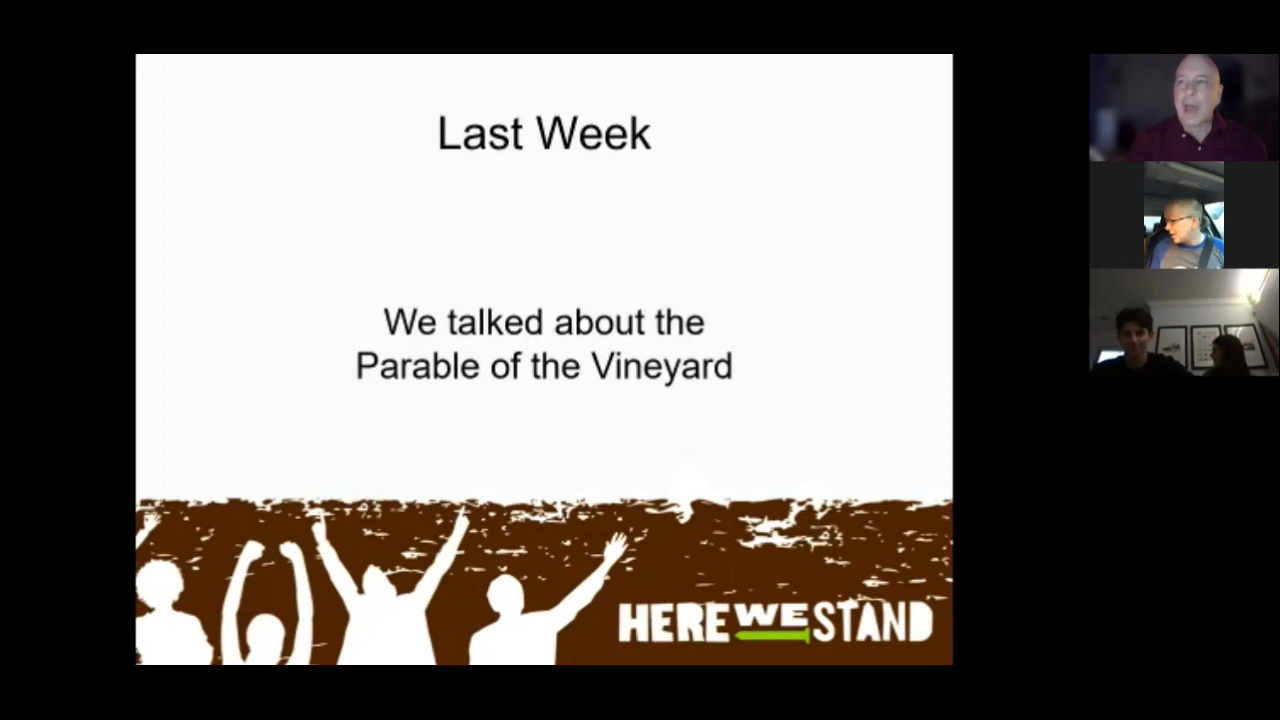 Last Week
We talked about the
Parable of the Vineyard
HERE WE STAND